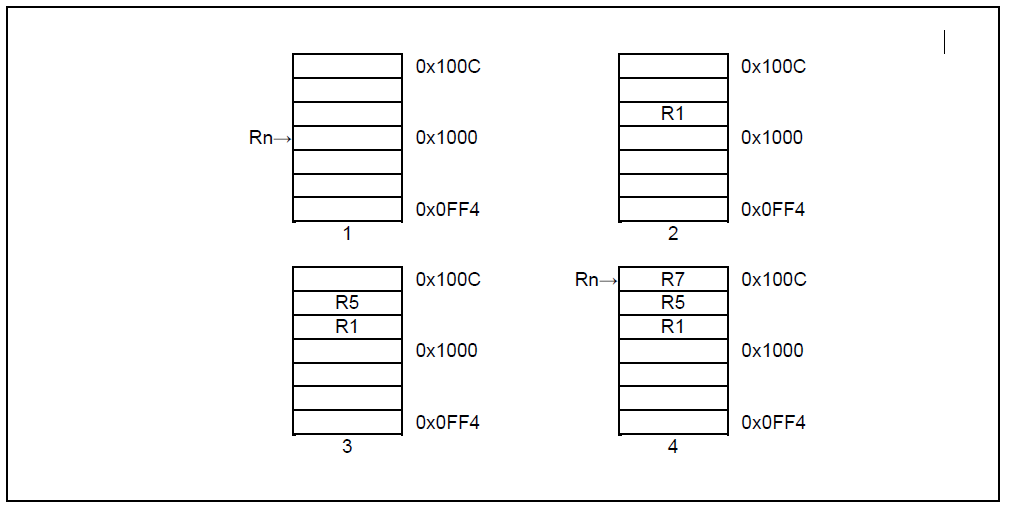 0x100C 0x100C
R1
Rn→ 0x1000 0x1000
0x0FF4 0x0FF4
1 2
0x100C Rn→ R7 0x100C
R5 R5
R1 R1
0x1000 0x1000
0x0FF4 0x0FF4
3 4